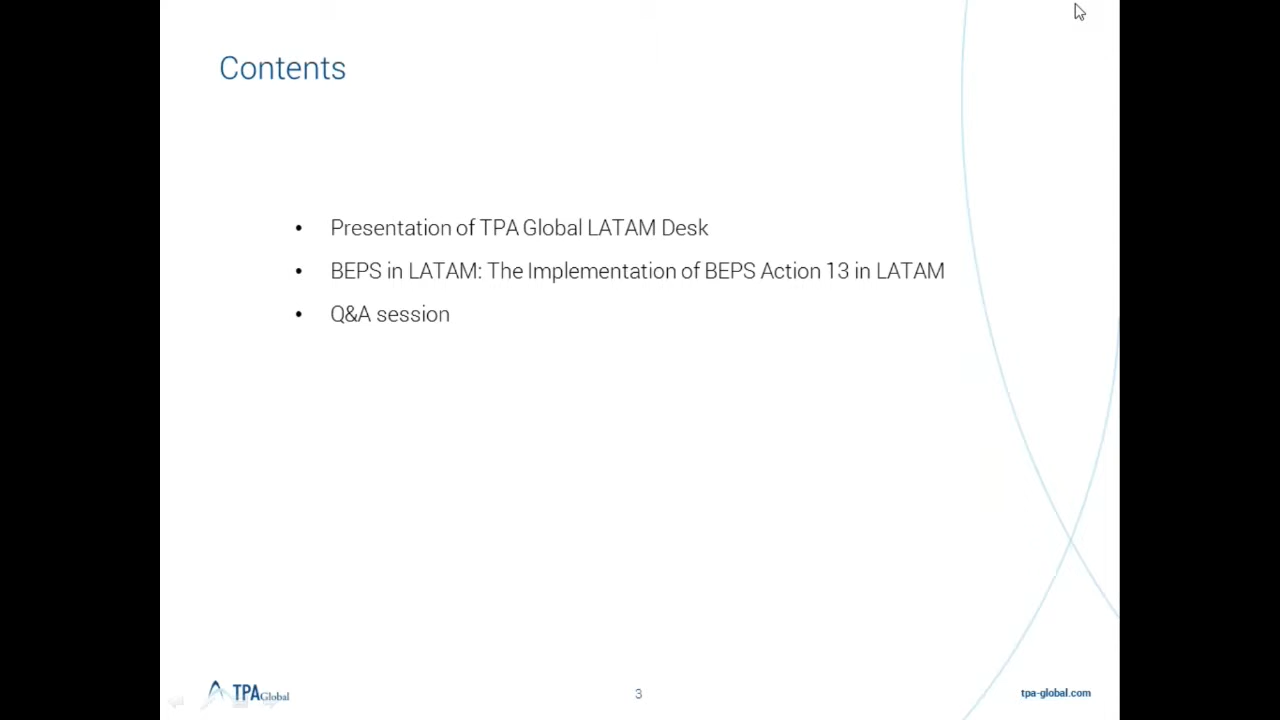 Contents
• Presentation of TPA Global LATAM Desk
• BEPS in LATAM: The Implementation of BEPS Action 13 in LATAM
• Q&A session
TPA Global
3
tpa-global.com